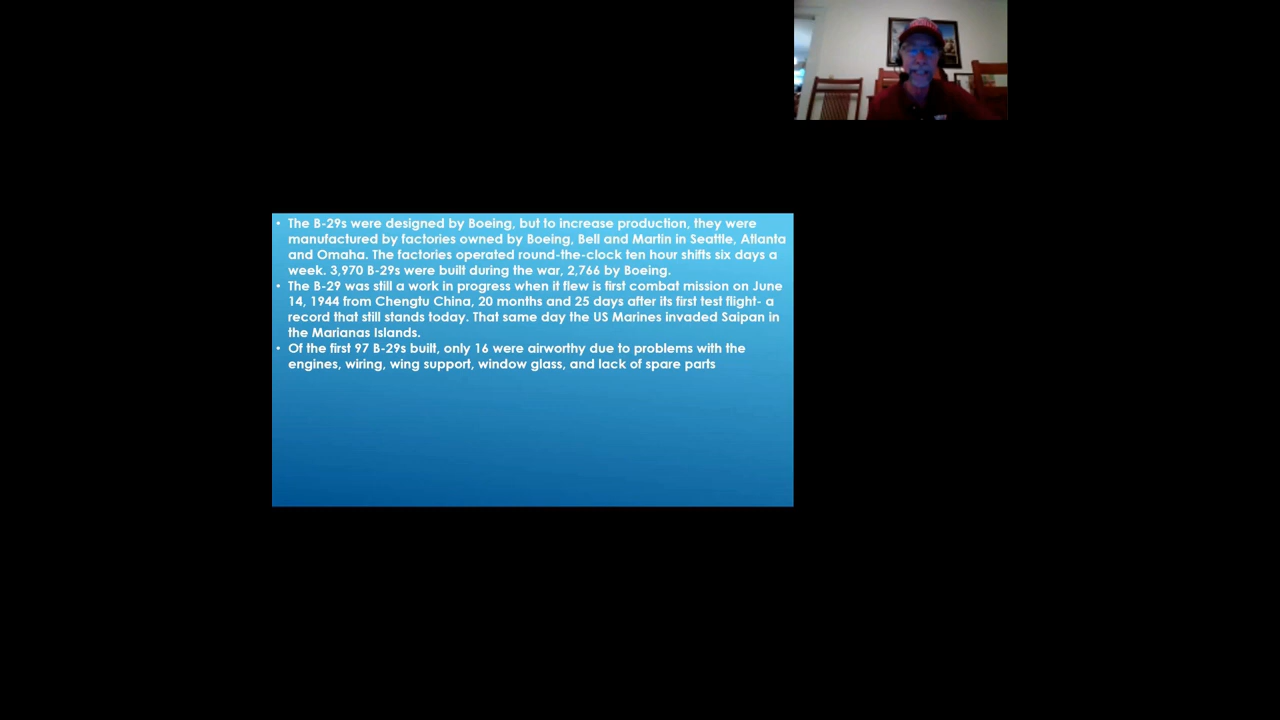 • The B-29s were designed by Boeing, but to increase production, they were
manufactured by factories owned by Boeing, Bell and Martin in Seattle, Atlanta
and Omaha. The factories operated round-the-clock ten hour shifts six days a
week. 3,970 B-29s were built during the war, 2,766 by Boeing.
• The B-29 was still a work in progress when it flew is first combat mission on June
14, 1944 from Chengtu China, 20 months and 25 days after its first test flight- a
record that still stands today. That same day the US Marines invaded Saipan in
the Marianas Islands.
• Of the first 97 B-29s built, only 16 were airworthy due to problems with the
engines, wiring, wing support, window glass, and lack of spare parts